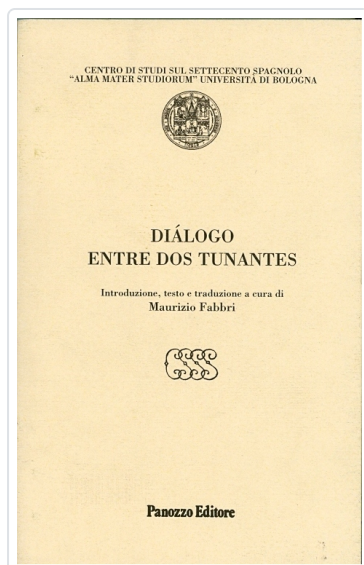 CENTRO DI STUDI SUL SETTECENTO SPAGNOLO
"ALMA MATER STUDIORUM" UNIVERSITÀ DI BOLOGNA
DIÁLOGO
ENTRE DOS TUNANTES
Introduzione, testo e traduzione a cura di
Maurizio Fabbri
CSSS
Panozzo Editore